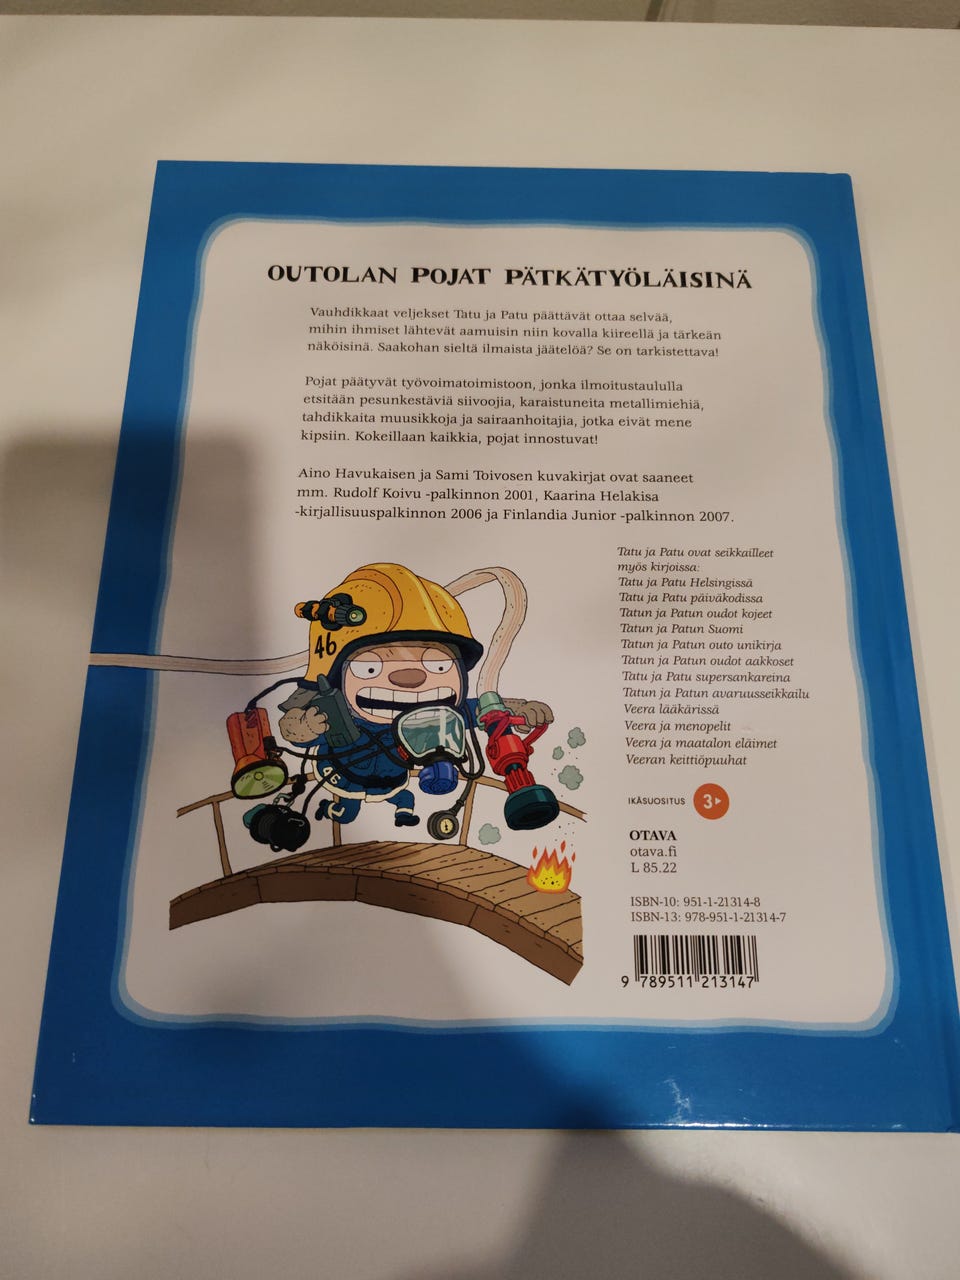 OUTOLAN POJAT PÄTKÄTYÖLÄISINÄ
Vauhdikkaat veljekset Tatu ja Patu päättävät ottaa selvää,
mihin ihmiset lähtevät aamuisin niin kovalla kiireellä ja tärkeän
näköisinä. Saakohan sieltä ilmaista jäätelöä? Se on tarkistettava!
Pojat päätyvät työvoimatoimistoon, jonka ilmoitustaululla
etsitään pesunkestäviä siivoojia, karaistuneita metallimiehiä,
tahdikkaita muusikkoja ja sairaanhoitajia, jotka eivät mene
kipsiin. Kokeillaan kaikkia, pojat innostuvat!
Aino Havukaisen ja Sami Toivosen kuvakirjat ovat saaneet
mm. Rudolf Koivu -palkinnon 2001, Kaarina Helakisa
-kirjallisuuspalkinnon 2006 ja Finlandia Junior -palkinnon 2007.
Tatu ja Patu ovat seikkailleet
myös kirjoissa:
Tatu ja Patu Helsingissä
Tatu ja Patu päiväkodissa
Tatun ja Patun oudot kojeet
Tatun ja Patun Suomi
Tatun ja Patun outo unikirja
Tatun ja Patun oudot aakkoset
Tatu ja Patu supersankareina
Tatun ja Patun avaruusseikkailu
Veera lääkärissä
Veera ja menopelit
Veera ja maatalon eläimet
Veeran keittiöpuuhat
46
46
IKÄSUOSITUS 3
OTAVA
otava.fi
L 85.22
ISBN-10: 951-1-21314-8
ISBN-13: 978-951-1-21314-7
9 789511 213147